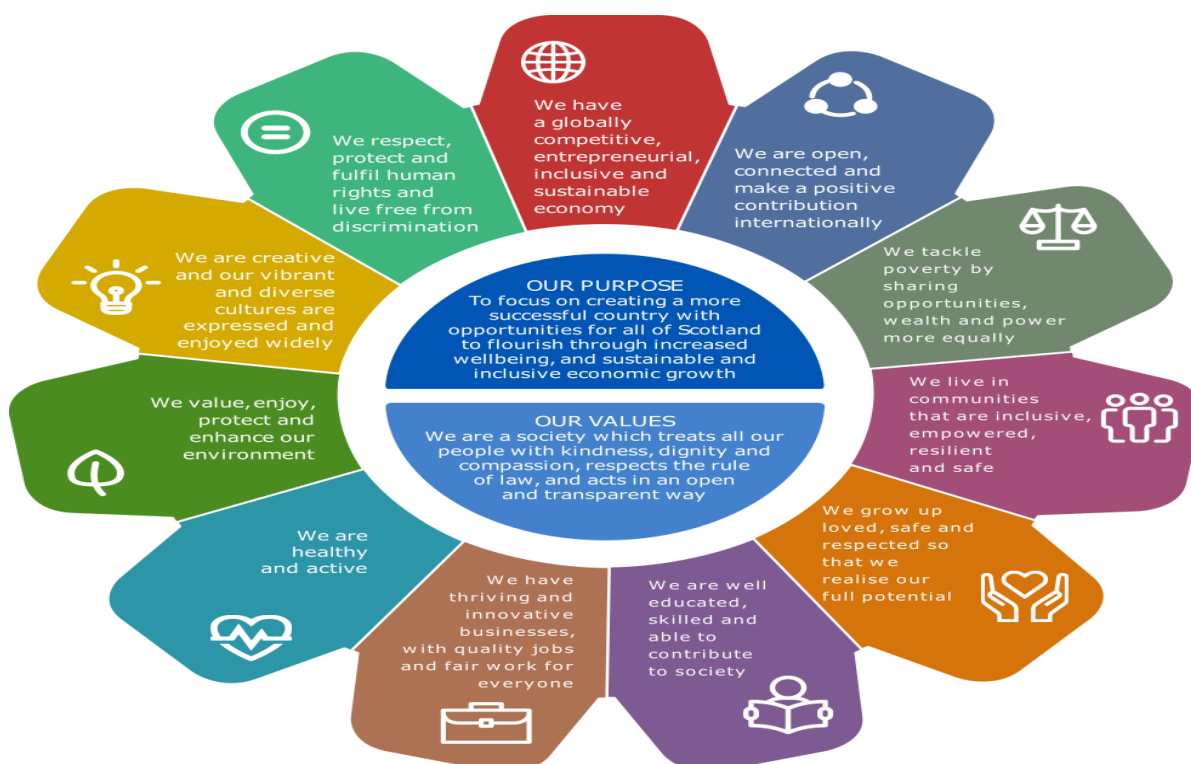 We have
a globally
competitive,
entrepreneurial,
inclusive and
sustainable
economy
We are open,
connected and
make a positive
contribution
internationally
We tackle
poverty by
sharing
opportunities,
wealth and power
more equally
We live in
communities
that are inclusive,
empowered,
resilient
and safe
We grow up
loved, safe and
respected so
that we
realise our
full potential
We are well
educated,
skilled and
able to
contribute
to society
We have
thriving and
innovative
businesses,
with quality jobs
and fair work for
everyone
We are
healthy
and active
We value, enjoy,
protect and
enhance our
environment
We are creative
and our vibrant
and diverse
cultures are
expressed and
enjoyed widely
We respect,
protect and
fulfil human
rights and
live free from
discrimination
OUR PURPOSE
To focus on creating a more
successful country with
opportunities for all of Scotland
to flourish through increased
wellbeing, and sustainable and
inclusive economic growth
OUR VALUES
We are a society which treats all our
people with kindness, dignity and
compassion, respects the rule
of law, and acts in an open
and transparent way